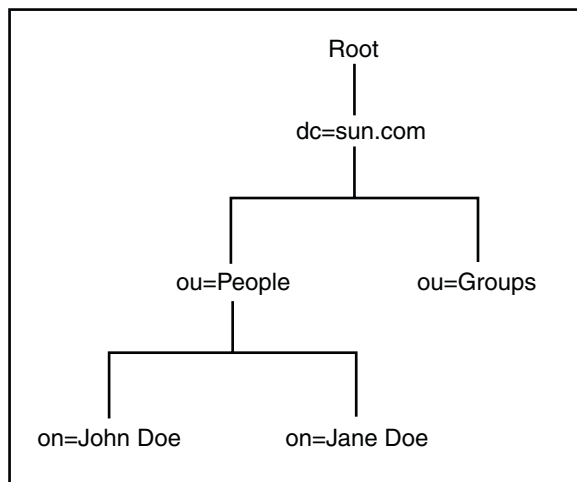 Root
dc=sun.com
ou=People
ou=Groups
on=John Doe
on=Jane Doe